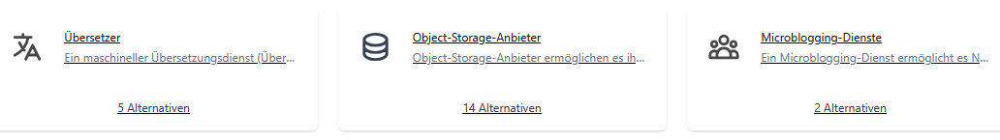 Übersetzer
Ein maschineller Übersetzungsdienst (Über...
5 Alternativen
Object-Storage-Anbieter
Object-Storage-Anbieter ermöglichen es ih...
14 Alternativen
Microblogging-Dienste
Ein Microblogging-Dienst ermöglicht es N...
2 Alternativen